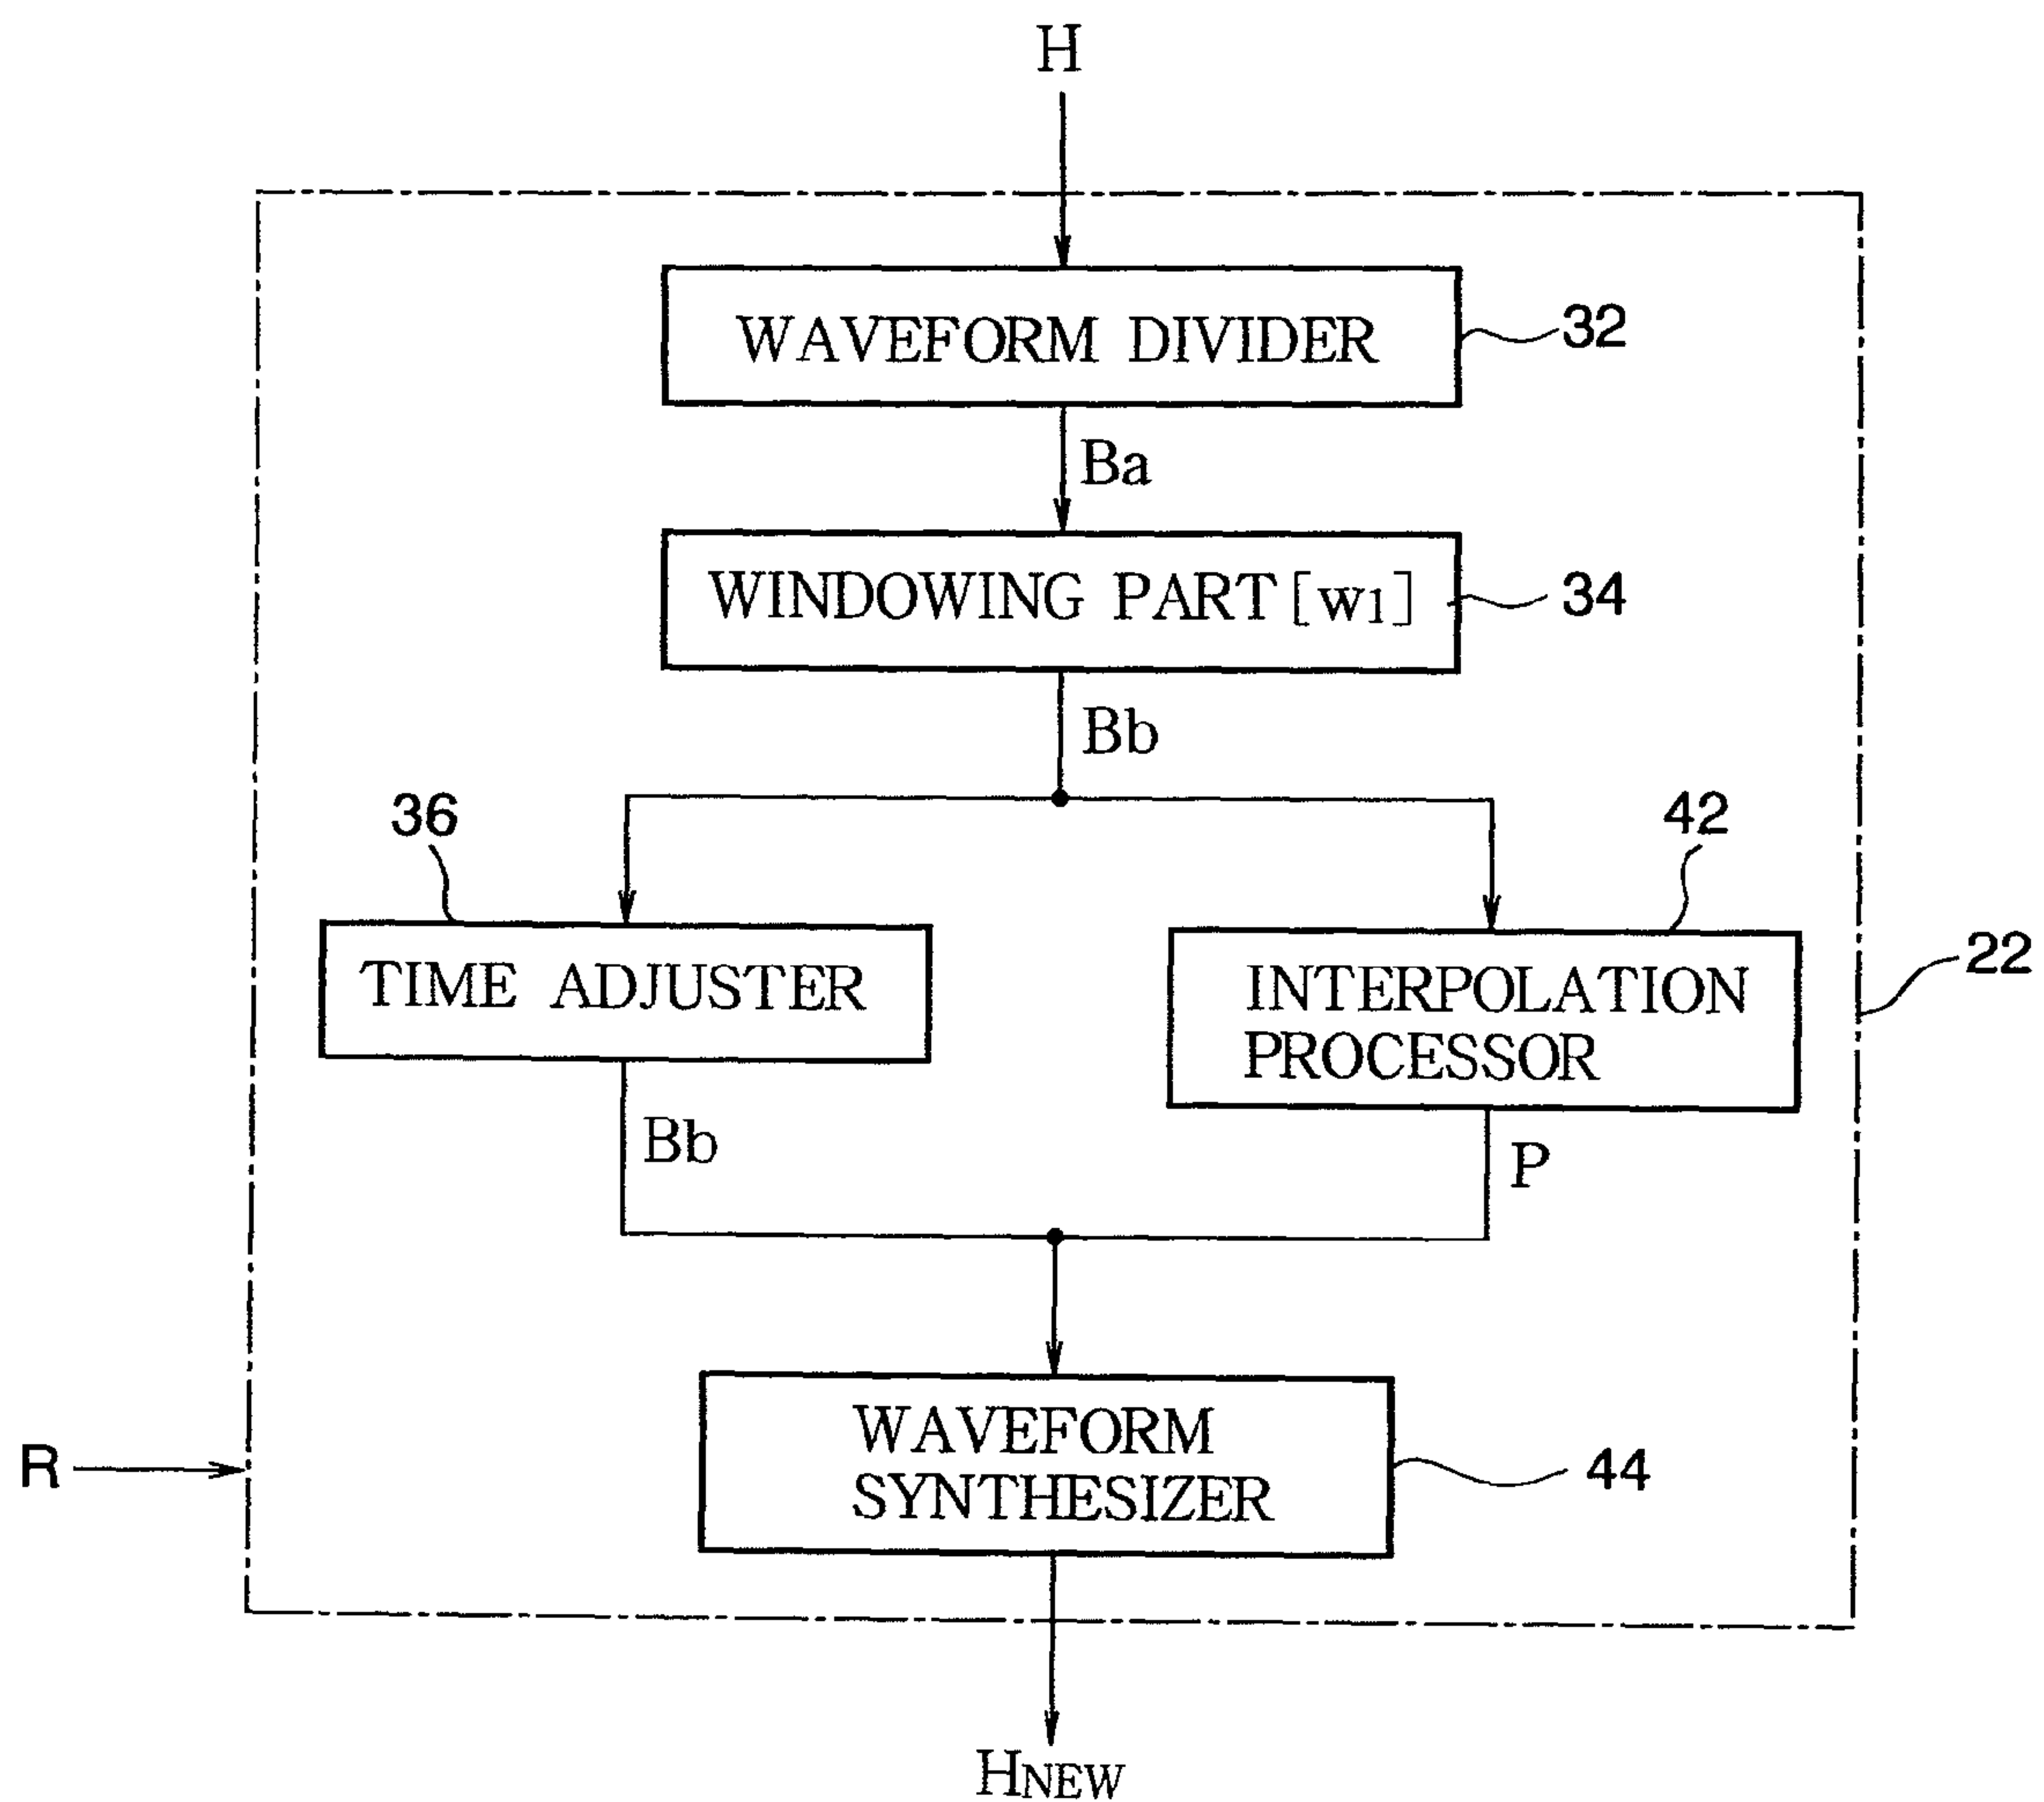 H
WAVEFORM DIVIDER
32
Ba
WINDOWING PART [w1]
34
Bb
36
42
TIME ADJUSTER
INTERPOLATION
PROCESSOR
22
Bb
P
WAVEFORM
SYNTHESIZER
R
44
HNEW